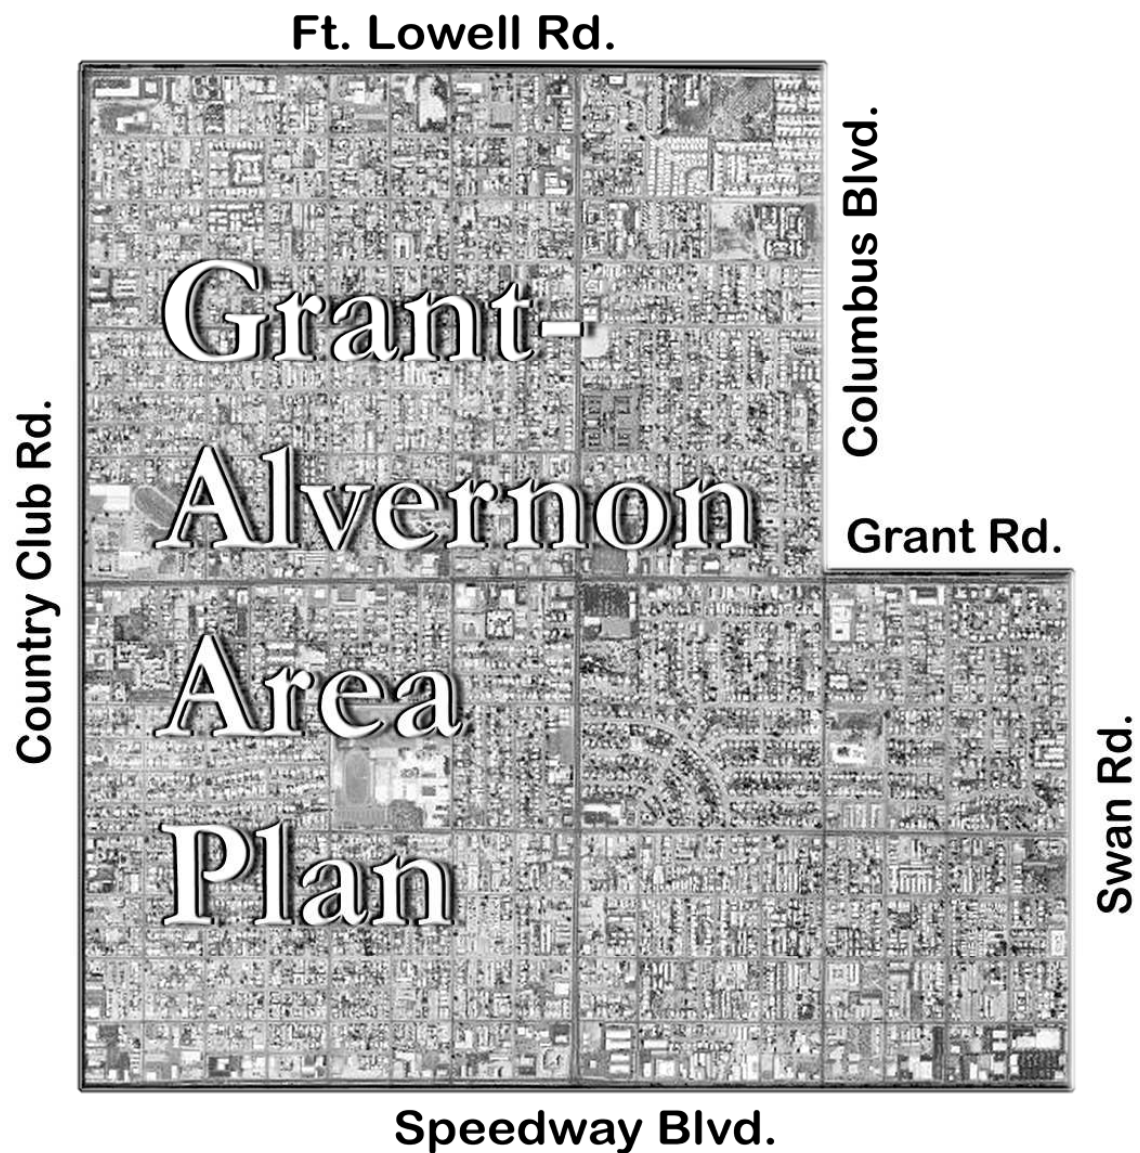 Ft. Lowell Rd.
Columbus Blvd.
Grant-
Alvernon
Area
Plan
Country Club Rd.
Grant Rd.
Swan Rd.
Speedway Blvd.